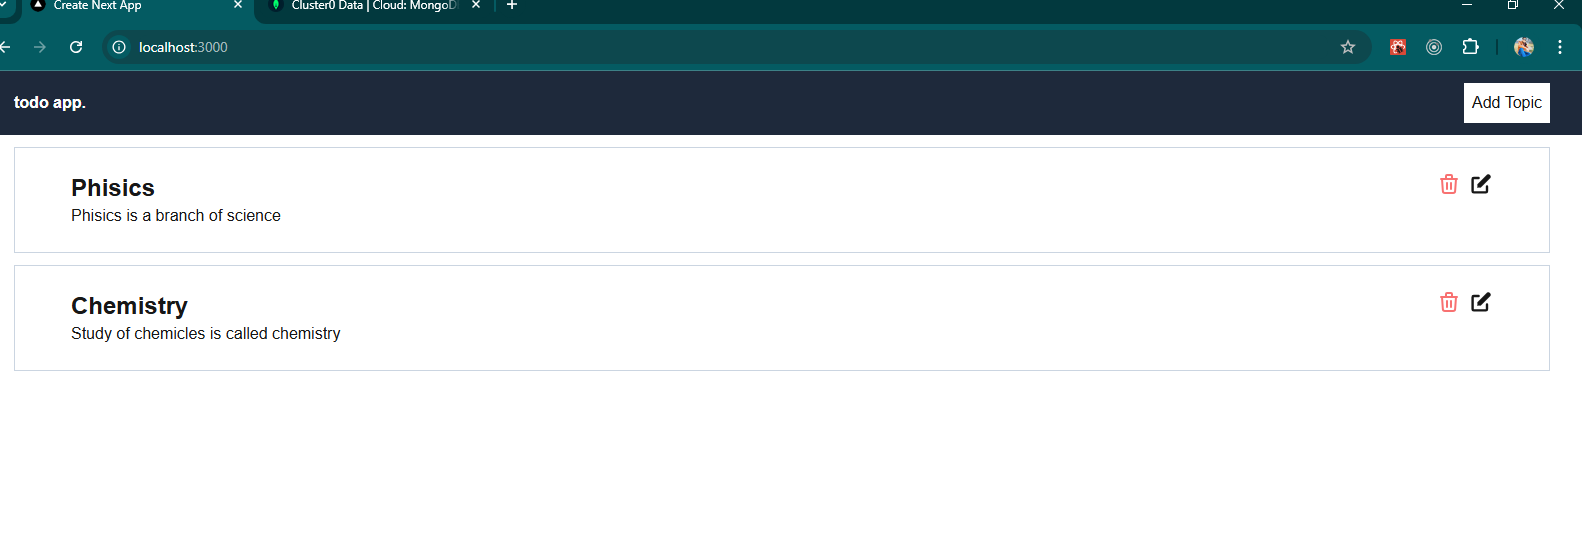 Create Next App
Cluster0 Data | Cloud: MongoD
localhost:3000
todo app.
Add Topic
Phisics
Phisics is a branch of science
Chemistry
Study of chemicles is called chemistry